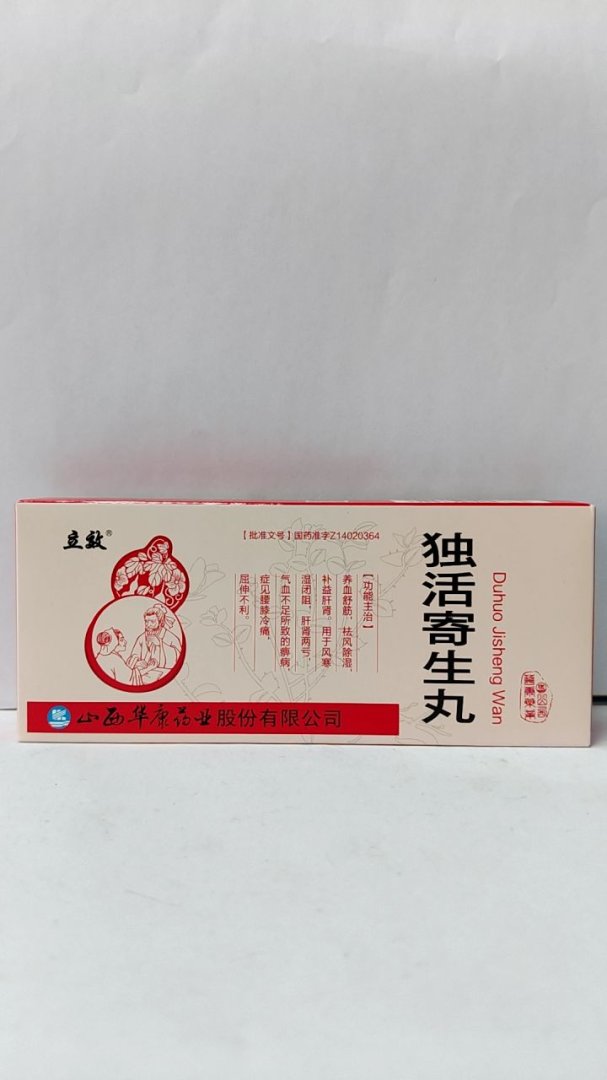 立效®
【批准文号】国药准字Z14020364
独活寄生丸
Duhuo Jisheng Wan
【功能主治】
养血舒筋，祛风除湿，
补益肝肾。用于风寒
湿闭阻，肝肾两亏，
气血不足所致的痹病，
症见腰膝冷痛，
屈伸不利。
山西华康药业股份有限公司